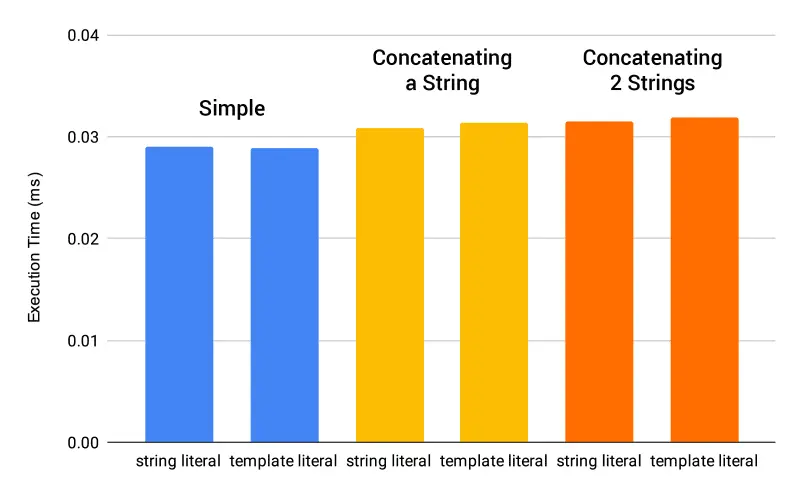 0.04
Concatenating
a String
Concatenating
2 Strings
Simple
0.03
Execution Time (ms)
0.02
0.01
0.00
string literal template literal string literal template literal string literal template literal